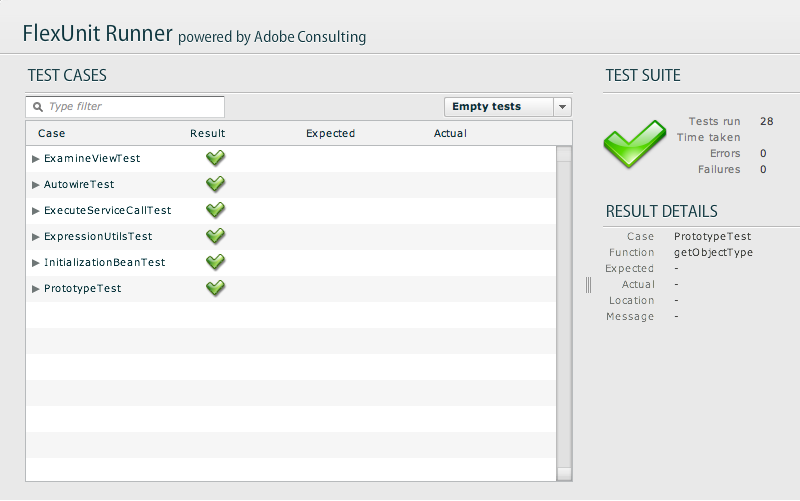 FlexUnit Runner powered by Adobe Consulting
TEST CASES
Type filter
Empty tests
Case Result Expected Actual
ExamineViewTest
AutowireTest
ExecuteServiceCallTest
ExpressionUtilsTest
InitializationBeanTest
PrototypeTest
TEST SUITE
Tests run 28
Time taken
Errors 0
Failures 0
RESULT DETAILS
Case PrototypeTest
Function getObjectType
Expected -
Actual -
Location -
Message -